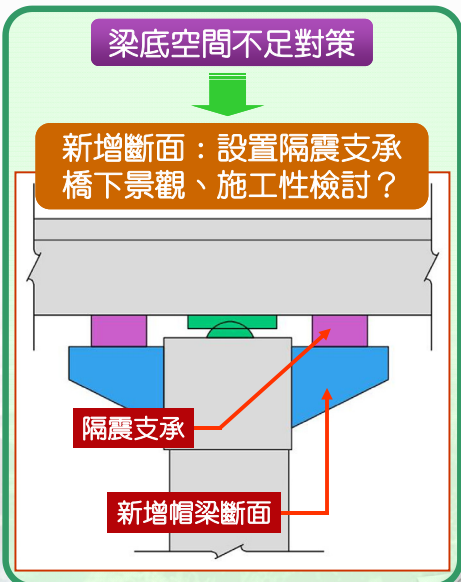 梁底空間不足對策
新增斷面：設置隔震支承
橋下景觀、施工性檢討？
隔震支承
新增帽梁斷面